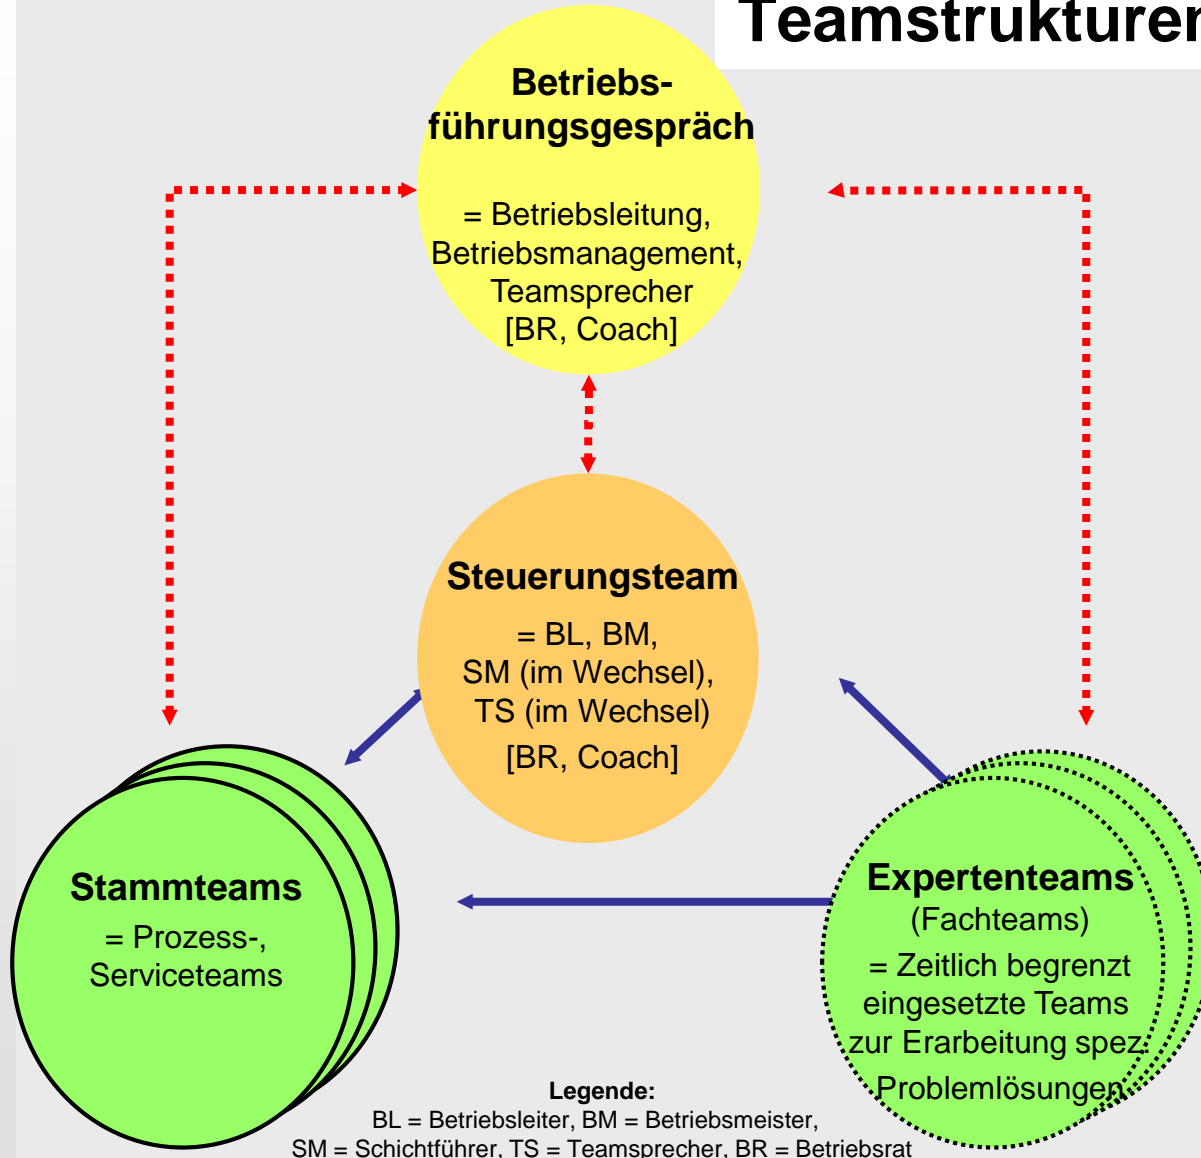 Teamstrukturen
Betriebs-
führungsgespräch
= Betriebsleitung,
Betriebsmanagement,
Teamsprecher
[BR, Coach]
Steuerungsteam
= BL, BM,
SM (im Wechsel),
TS (im Wechsel)
[BR, Coach]
Stammteams
= Prozess-,
Serviceteams
Expertenteams
(Fachteams)
= Zeitlich begrenzt
eingesetzte Teams
zur Erarbeitung spez.
Problemlösungen
Legende:
BL = Betriebsleiter, BM = Betriebsmeister,
SM = Schichtführer, TS = Teamsprecher, BR = Betriebsrat